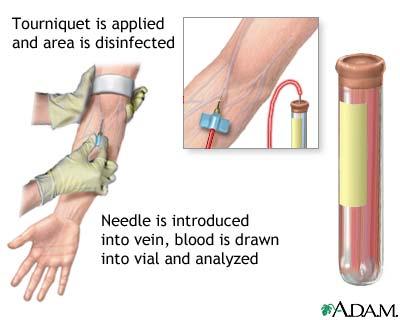 Tourniquet is applied
and area is disinfected
Needle is introduced
into vein, blood is drawn
into vial and analyzed
ADAM.